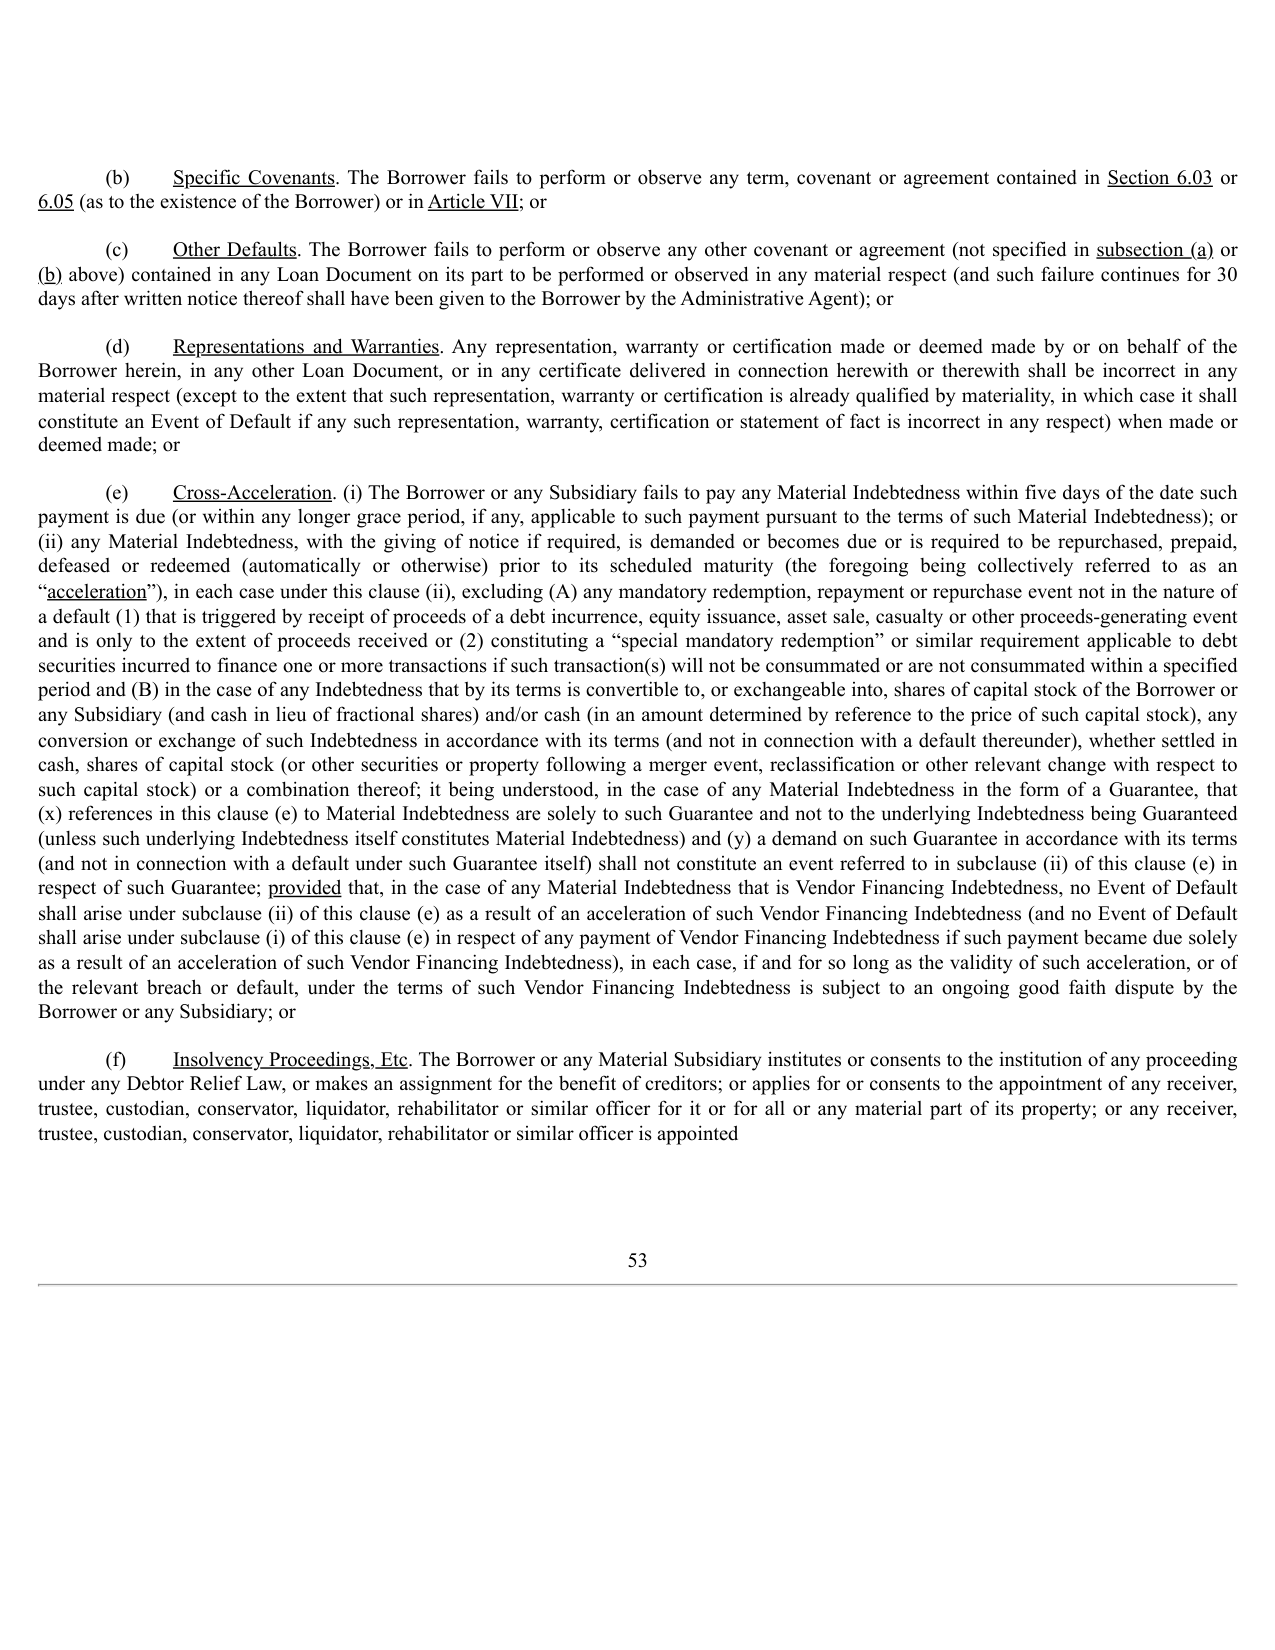 (b) Specific Covenants. The Borrower fails to perform or observe any term, covenant or agreement contained in Section 6.03 or
6.05 (as to the existence of the Borrower) or in Article VII; or
(c) Other Defaults. The Borrower fails to perform or observe any other covenant or agreement (not specified in subsection (a) or
(b) above) contained in any Loan Document on its part to be performed or observed in any material respect (and such failure continues for 30
days after written notice thereof shall have been given to the Borrower by the Administrative Agent); or
(d) Representations and Warranties. Any representation, warranty or certification made or deemed made by or on behalf of the
Borrower herein, in any other Loan Document, or in any certificate delivered in connection herewith or therewith shall be incorrect in any
material respect (except to the extent that such representation, warranty or certification is already qualified by materiality, in which case it shall
constitute an Event of Default if any such representation, warranty, certification or statement of fact is incorrect in any respect) when made or
deemed made; or
(e) Cross-Acceleration. (i) The Borrower or any Subsidiary fails to pay any Material Indebtedness within five days of the date such
payment is due (or within any longer grace period, if any, applicable to such payment pursuant to the terms of such Material Indebtedness); or
(ii) any Material Indebtedness, with the giving of notice if required, is demanded or becomes due or is required to be repurchased, prepaid,
defeased or redeemed (automatically or otherwise) prior to its scheduled maturity (the foregoing being collectively referred to as an
“acceleration”), in each case under this clause (ii), excluding (A) any mandatory redemption, repayment or repurchase event not in the nature of
a default (1) that is triggered by receipt of proceeds of a debt incurrence, equity issuance, asset sale, casualty or other proceeds-generating event
and is only to the extent of proceeds received or (2) constituting a “special mandatory redemption” or similar requirement applicable to debt
securities incurred to finance one or more transactions if such transaction(s) will not be consummated or are not consummated within a specified
period and (B) in the case of any Indebtedness that by its terms is convertible to, or exchangeable into, shares of capital stock of the Borrower or
any Subsidiary (and cash in lieu of fractional shares) and/or cash (in an amount determined by reference to the price of such capital stock), any
conversion or exchange of such Indebtedness in accordance with its terms (and not in connection with a default thereunder), whether settled in
cash, shares of capital stock (or other securities or property following a merger event, reclassification or other relevant change with respect to
such capital stock) or a combination thereof; it being understood, in the case of any Material Indebtedness in the form of a Guarantee, that
(x) references in this clause (e) to Material Indebtedness are solely to such Guarantee and not to the underlying Indebtedness being Guaranteed
(unless such underlying Indebtedness itself constitutes Material Indebtedness) and (y) a demand on such Guarantee in accordance with its terms
(and not in connection with a default under such Guarantee itself) shall not constitute an event referred to in subclause (ii) of this clause (e) in
respect of such Guarantee; provided that, in the case of any Material Indebtedness that is Vendor Financing Indebtedness, no Event of Default
shall arise under subclause (ii) of this clause (e) as a result of an acceleration of such Vendor Financing Indebtedness (and no Event of Default
shall arise under subclause (i) of this clause (e) in respect of any payment of Vendor Financing Indebtedness if such payment became due solely
as a result of an acceleration of such Vendor Financing Indebtedness), in each case, if and for so long as the validity of such acceleration, or of
the relevant breach or default, under the terms of such Vendor Financing Indebtedness is subject to an ongoing good faith dispute by the
Borrower or any Subsidiary; or
(f) Insolvency Proceedings, Etc. The Borrower or any Material Subsidiary institutes or consents to the institution of any proceeding
under any Debtor Relief Law, or makes an assignment for the benefit of creditors; or applies for or consents to the appointment of any receiver,
trustee, custodian, conservator, liquidator, rehabilitator or similar officer for it or for all or any material part of its property; or any receiver,
trustee, custodian, conservator, liquidator, rehabilitator or similar officer is appointed
53